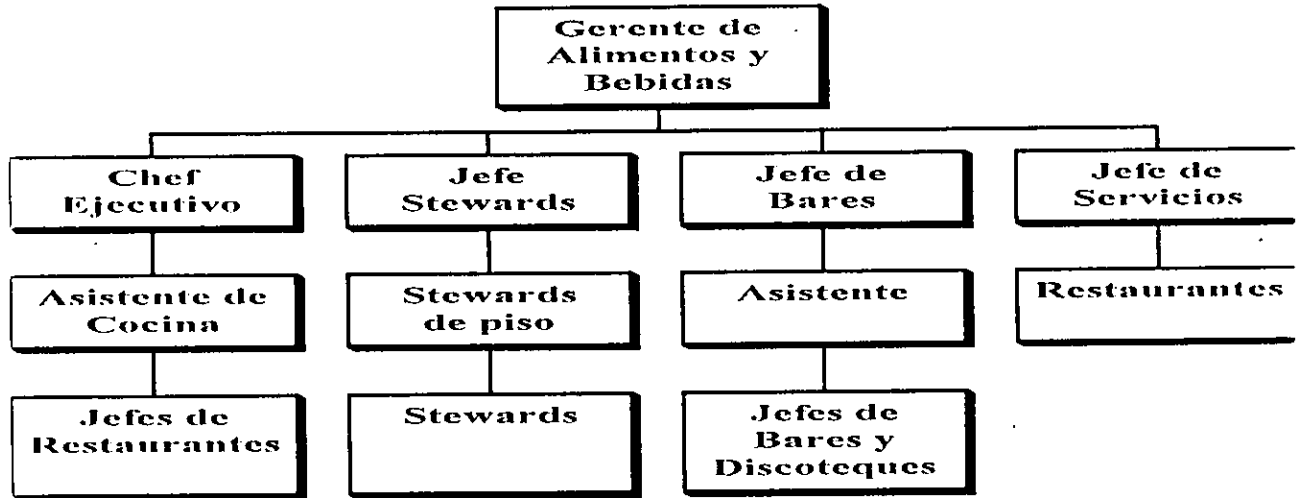 Gerente de
Alimentos y
Bebidas
Chef
Ejecutivo
Jefe
Stewards
Jefe de
Bares
Jefe de
Servicios
Asistente de
Cocina
Stewards
de piso
Asistente
Restaurantes
Jefes de
Restaurantes
Stewards
Jefes de
Bares y
Discoteques